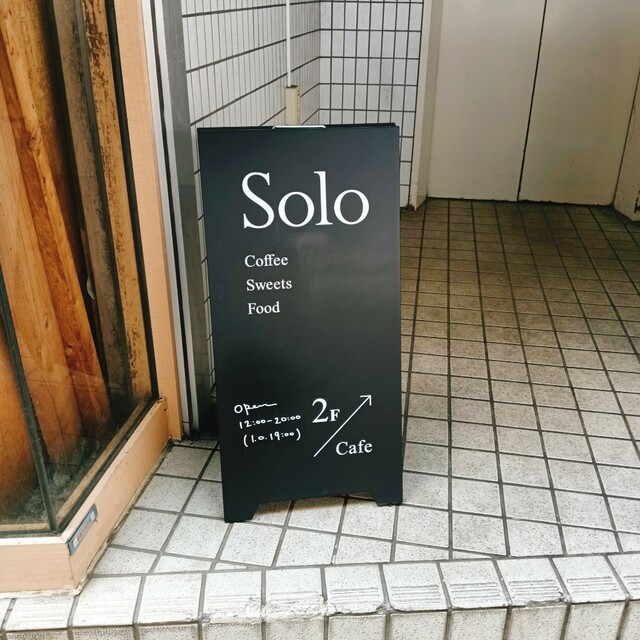 Solo
Coffee
Sweets
Food
Open
12:00-20:00
(l.o.19:00)
2F
Cafe